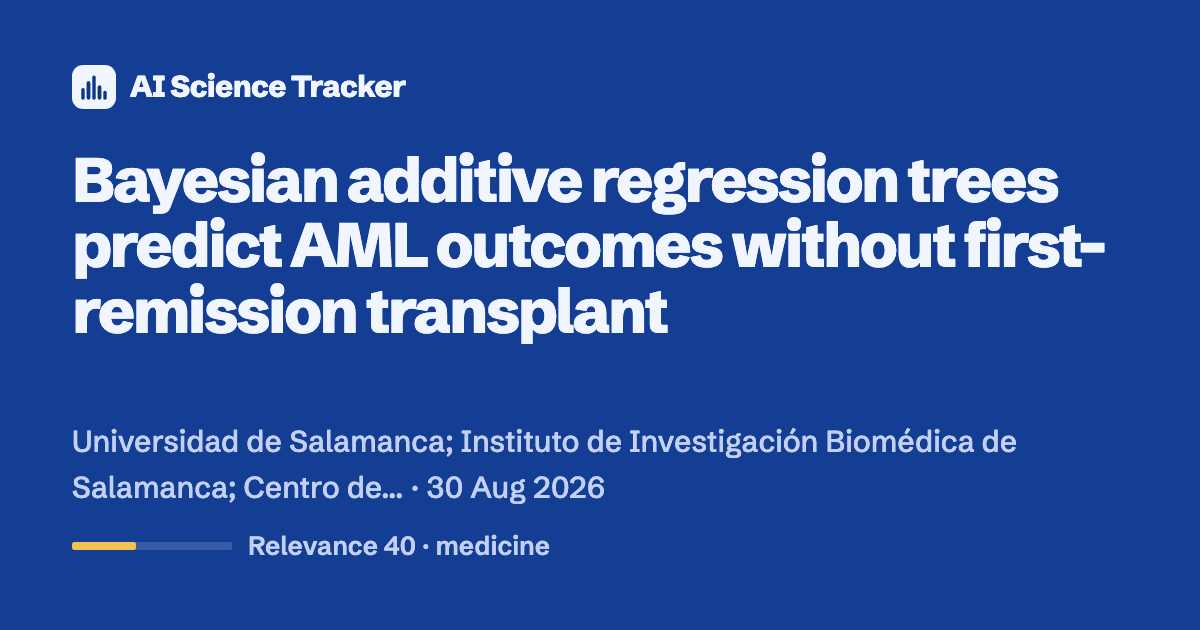 AI Science Tracker
Bayesian additive regression trees
predict AML outcomes without first-
remission transplant
Universidad de Salamanca; Instituto de Investigación Biomédica de
Salamanca; Centro de... · 30 Aug 2026
Relevance 40 · medicine